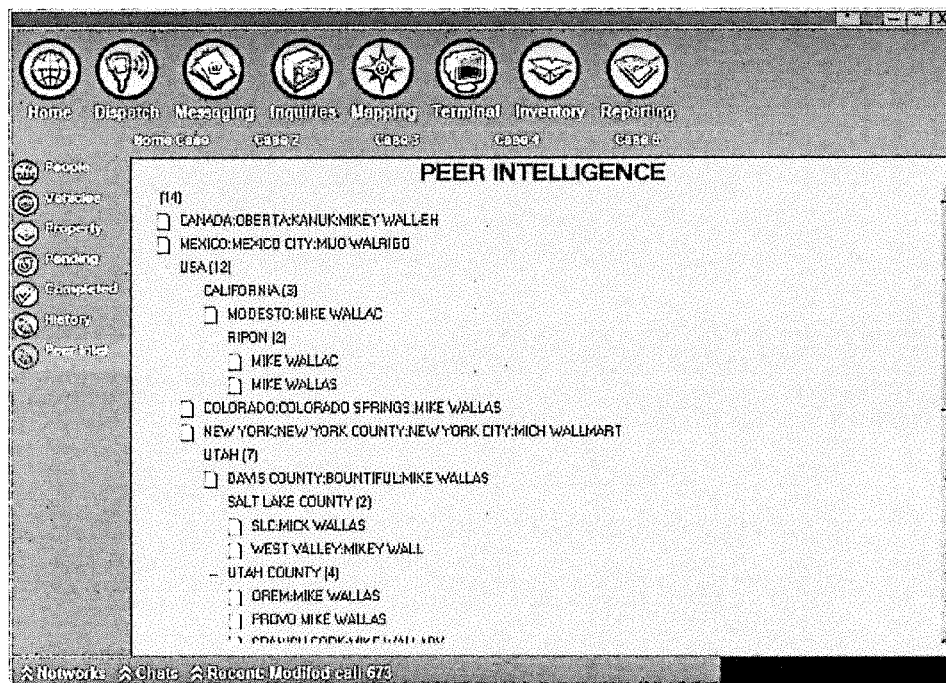 Home Dispatch Messaging Inquiries Mapping Terminal Inventory Reporting
Home Case Case 2 Case 3 Case 4 Case 5
PEER INTELLIGENCE
People
Vehicles
Property
Pending
Completed
History
Peer Intel
(14)
CANADA:OBERTA:KANUK:MIKEY WALL-EH
MEXICO:MEXICO CITY:MIJO WALRIGO
USA (12)
CALIFORNIA (3)
MODESTO:MIKE WALLAC
RIPON (2)
MIKE WALLAC
MIKE WALLAS
COLORADO:COLORADO SPRINGS:MIKE WALLAS
NEW YORK:NEW YORK COUNTY:NEW YORK CITY:MICH WALLMART
UTAH (7)
DAVIS COUNTY:BOUNTIFUL:MIKE WALLAS
SALT LAKE COUNTY (2)
SLC:MICK WALLAS
WEST VALLEY:MIKEY WALL
– UTAH COUNTY (4)
OREM:MIKE WALLAS
PROVO MIKE WALLAS
Networks Chats Recent: Modifed call 673